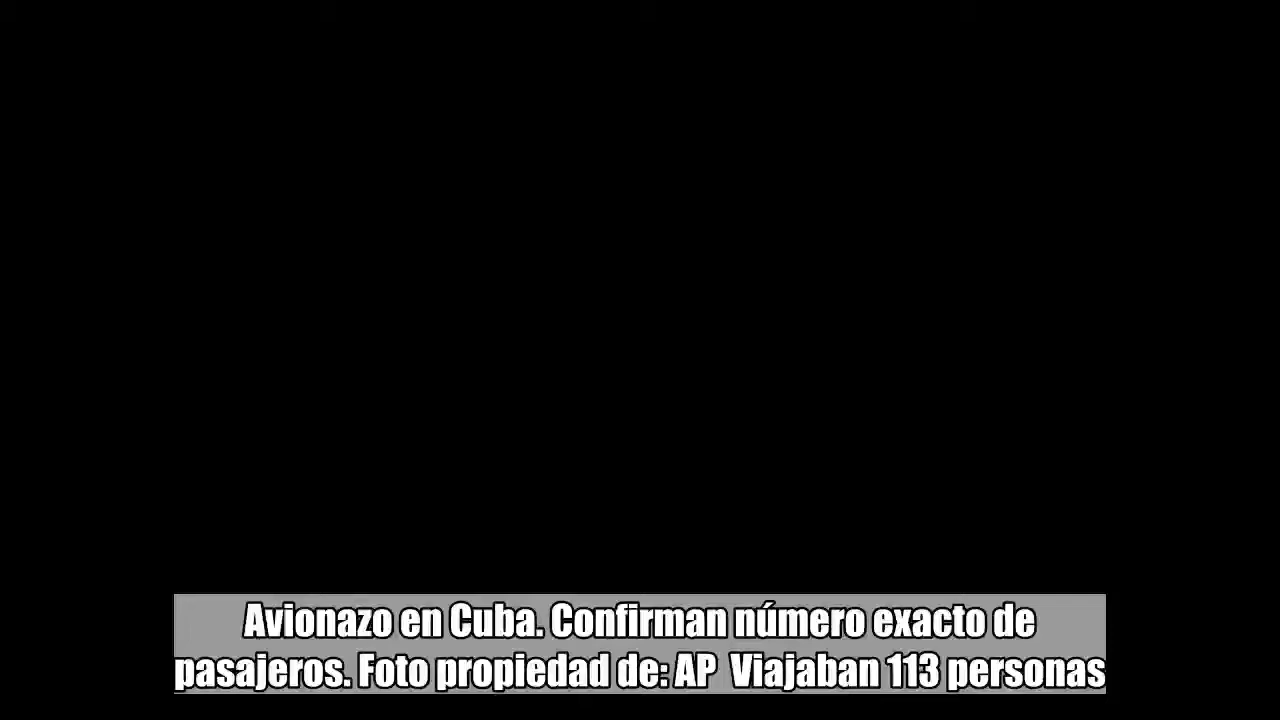 Avionazo en Cuba. Confirman número exacto de
pasajeros. Foto propiedad de: AP  Viajaban 113 personas